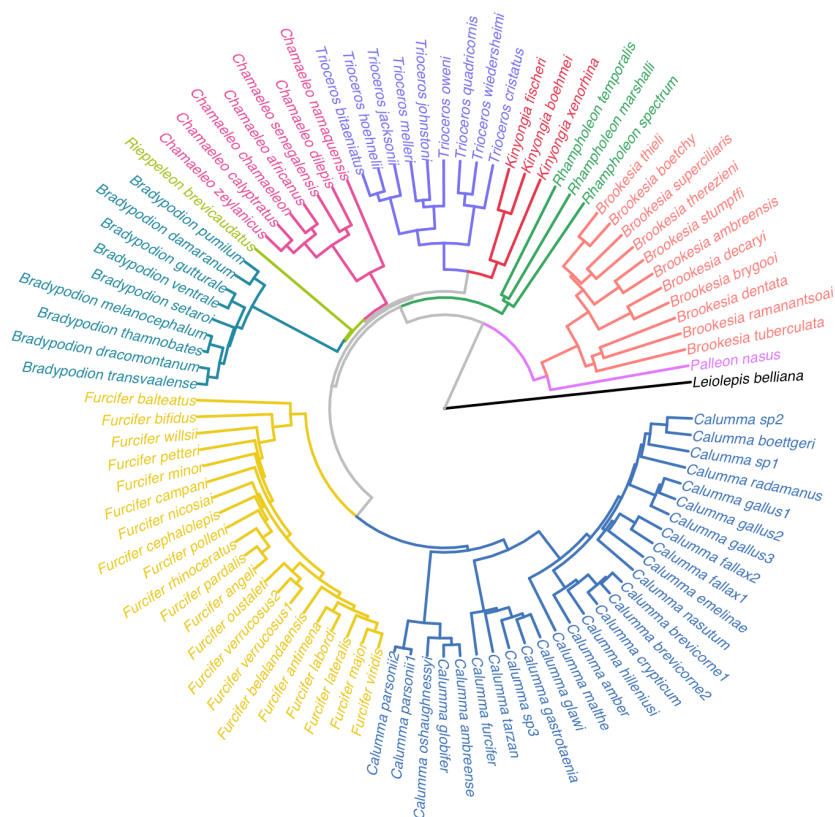 Leiolepis belliana
Palleon nasus
Brookesia tuberculata
Brookesia ramanantsoai
Brookesia dentata
Brookesia brygooi
Brookesia decaryi
Brookesia ambreensis
Brookesia stumpffi
Brookesia therezieni
Brookesia superciliaris
Brookesia boetchy
Brookesia thieli
Rhampholeon spectrum
Rhampholeon marshalli
Rhampholeon temporalis
Kinyongia xenorhina
Kinyongia boehmei
Kinyongia fischeri
Trioceros cristatus
Trioceros wiedersheimi
Trioceros quadricornis
Trioceros oweni
Trioceros johnstoni
Trioceros melleri
Trioceros jacksonii
Trioceros hoehnelii
Trioceros bitaeniatus
Chamaeleo namaquensis
Chamaeleo dilepis
Chamaeleo senegalensis
Chamaeleo africanus
Chamaeleo chamaeleon
Chamaeleo calyptratus
Chamaeleo zeylanicus
Rieppeleon brevicaudatus
Bradypodion pumilum
Bradypodion damaranum
Bradypodion gutturale
Bradypodion ventrale
Bradypodion setaroi
Bradypodion melanocephalum
Bradypodion thamnobates
Bradypodion dracomontanum
Bradypodion transvaalense
Furcifer balteatus
Furcifer bifidus
Furcifer willsii
Furcifer petteri
Furcifer minor
Furcifer campani
Furcifer nicosiai
Furcifer cephalolepis
Furcifer polleni
Furcifer rhinoceratus
Furcifer pardalis
Furcifer angeli
Furcifer oustaleti
Furcifer verrucosus2
Furcifer verrucosus1
Furcifer belalandaensis
Furcifer antimena
Furcifer labordi
Furcifer lateralis
Furcifer major
Furcifer viridis
Calumma parsonii2
Calumma parsonii1
Calumma oshaughnessyi
Calumma globifer
Calumma ambreense
Calumma furcifer
Calumma tarzan
Calumma sp3
Calumma gastrotaenia
Calumma glawi
Calumma malthe
Calumma amber
Calumma hilleniusi
Calumma crypticum
Calumma brevicorne2
Calumma brevicorne1
Calumma nasutum
Calumma emelinae
Calumma fallax1
Calumma fallax2
Calumma gallus3
Calumma gallus2
Calumma gallus1
Calumma radamanus
Calumma sp1
Calumma boettgeri
Calumma sp2